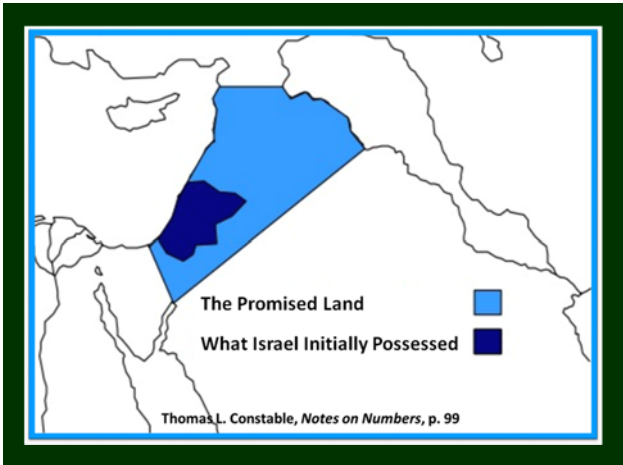 The Promised Land
What Israel Initially Possessed
Thomas L. Constable, Notes on Numbers, p. 99